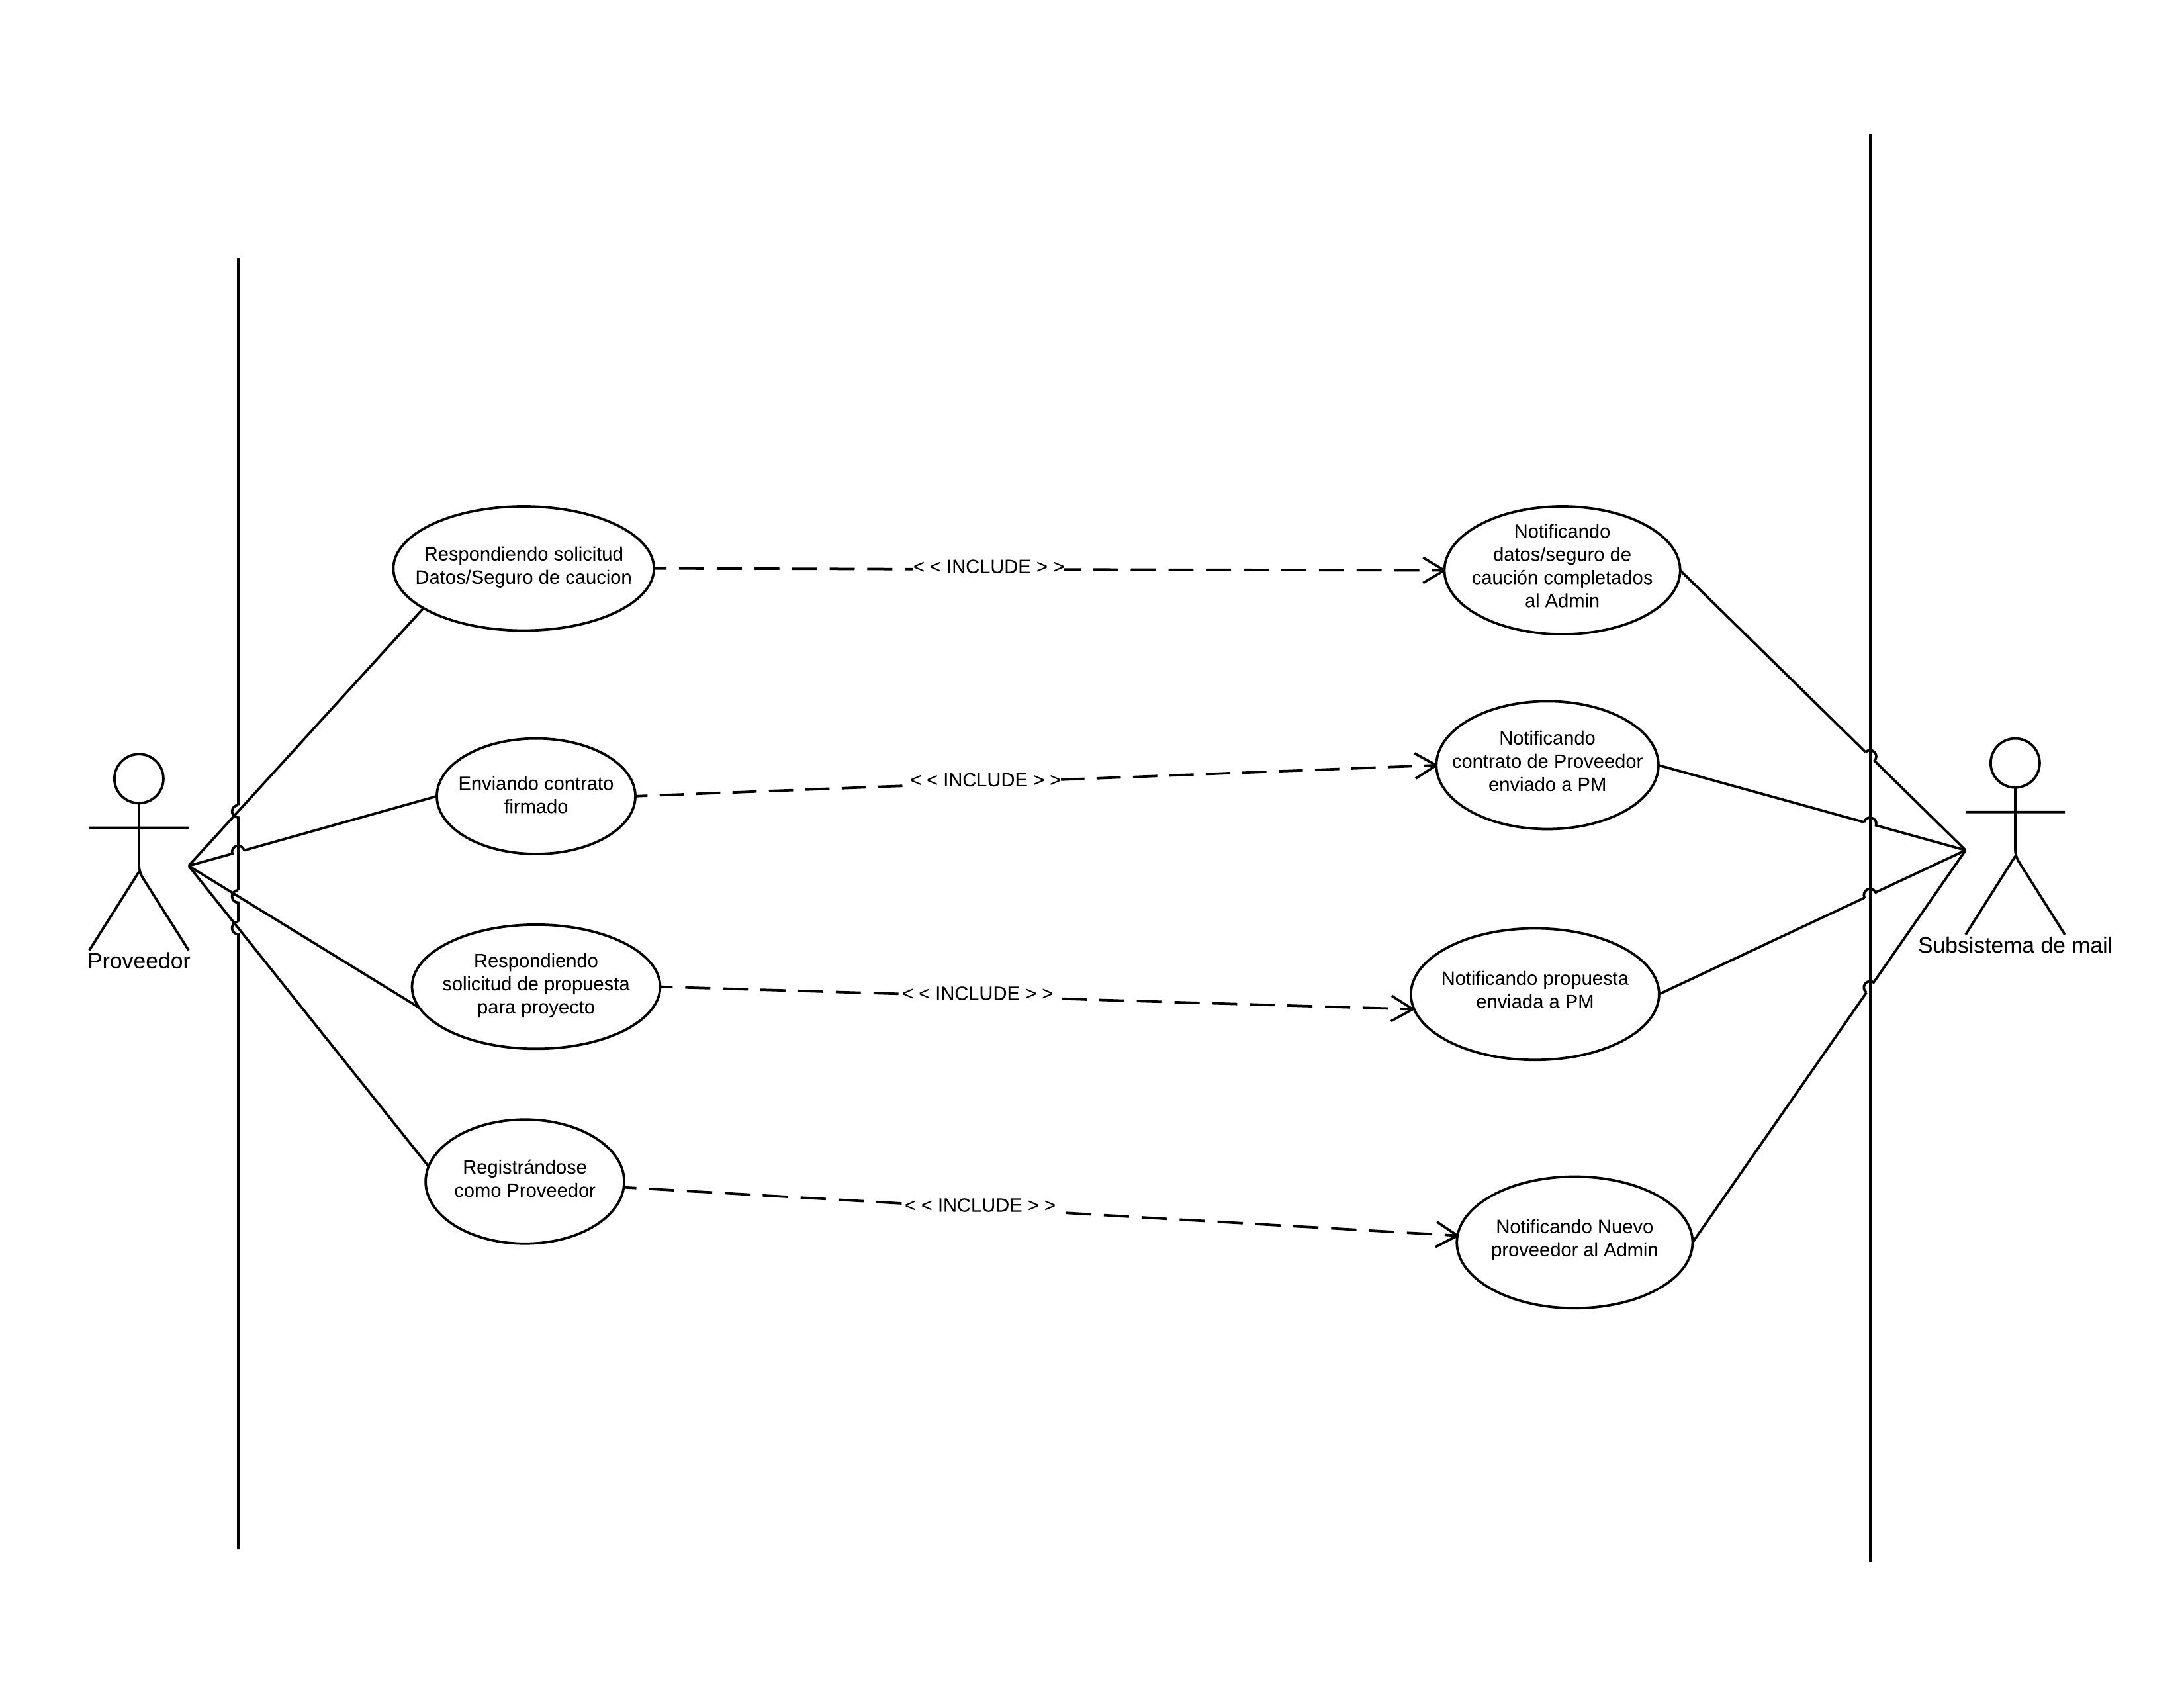 Respondiendo solicitud
Datos/Seguro de caucion
< < INCLUDE > >
Notificando
datos/seguro de
caución completados
al Admin
Enviando contrato
firmado
< < INCLUDE > >
Notificando
contrato de Proveedor
enviado a PM
Proveedor
Subsistema de mail
Respondiendo
solicitud de propuesta
para proyecto
< < INCLUDE > >
Notificando propuesta
enviada a PM
Registrándose
como Proveedor
< < INCLUDE > >
Notificando Nuevo
proveedor al Admin